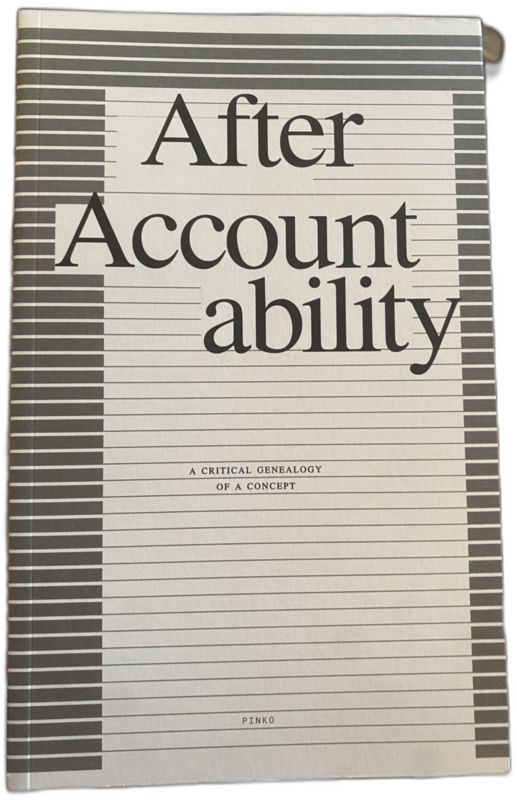 After
Account
ability
A CRITICAL GENEALOGY
OF A CONCEPT
PINKO